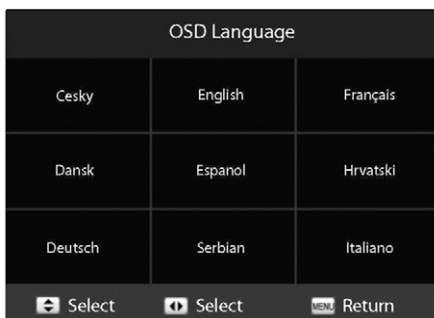 OSD Language
Cesky English Français
Dansk Espanol Hrvatski
Deutsch Serbian Italiano
Select Select MENU Return